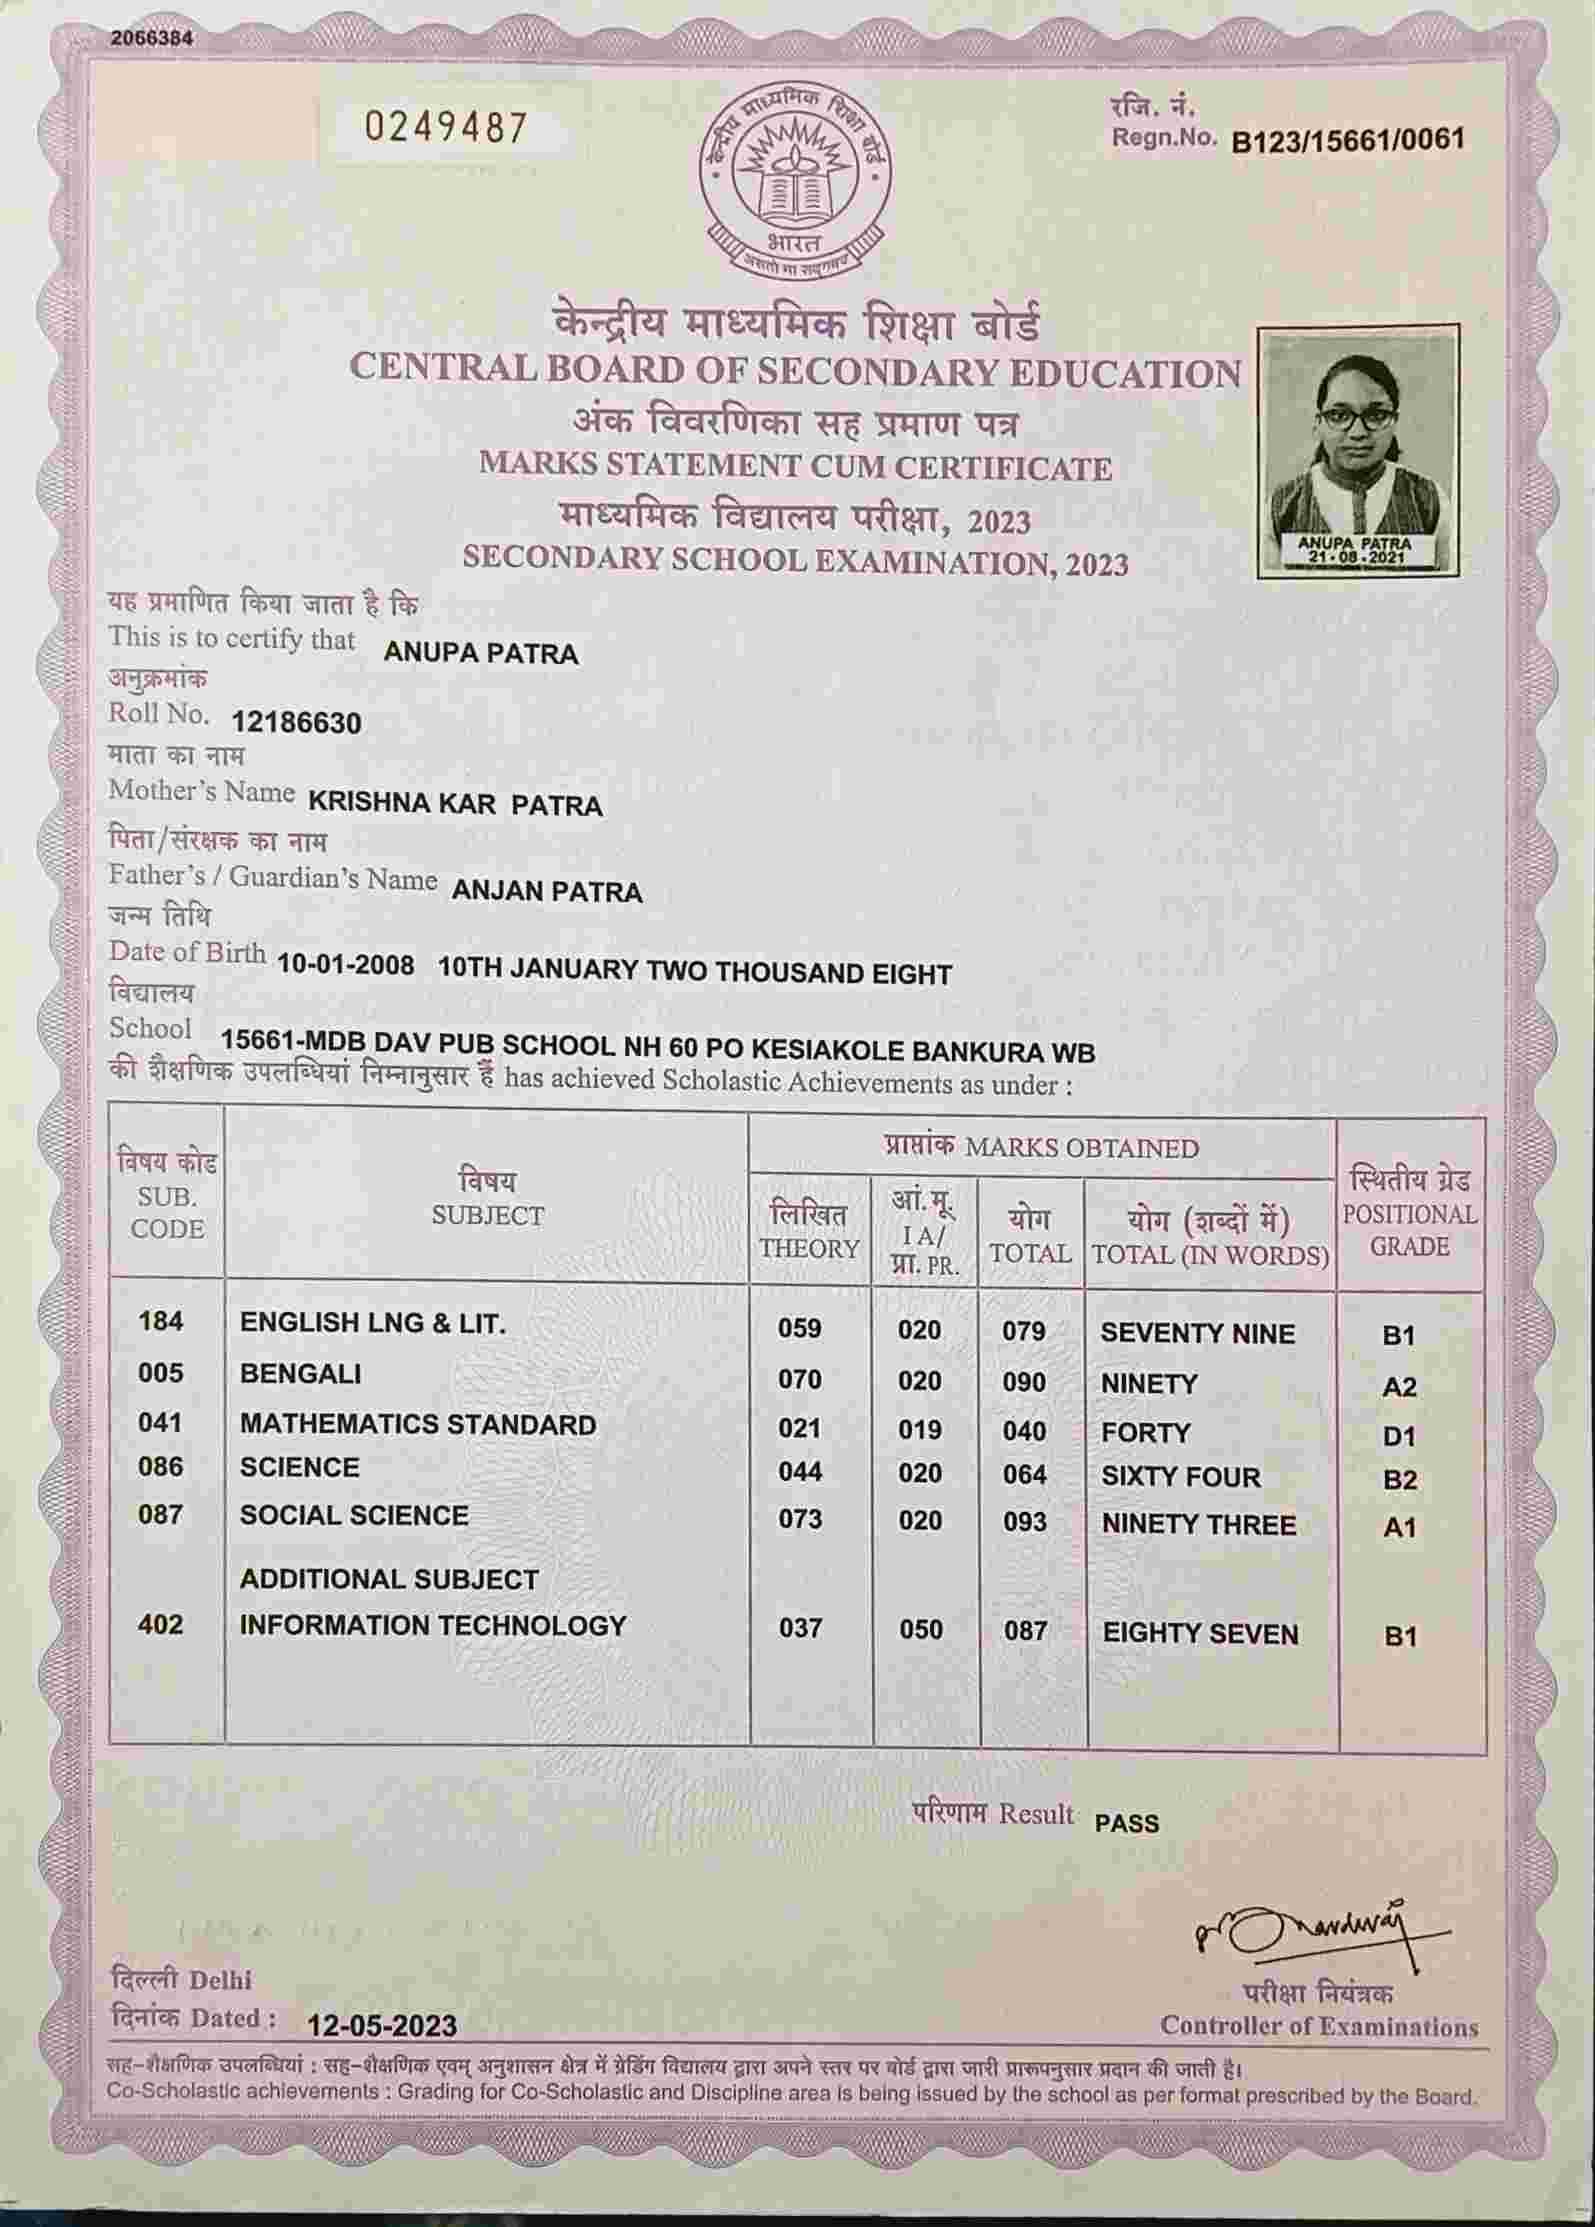 2066384
0249487
रजि. नं.
Regn.No. B123/15661/0061
केन्द्रीय माध्यमिक शिक्षा बोर्ड
भारत
असतो मा सद्गमय
केन्द्रीय माध्यमिक शिक्षा बोर्ड
CENTRAL BOARD OF SECONDARY EDUCATION
अंक विवरणिका सह प्रमाण पत्र
MARKS STATEMENT CUM CERTIFICATE
माध्यमिक विद्यालय परीक्षा, 2023
SECONDARY SCHOOL EXAMINATION, 2023
ANUPA PATRA
21-08-2021
यह प्रमाणित किया जाता है कि
This is to certify that ANUPA PATRA
अनुक्रमांक
Roll No. 12186630
माता का नाम
Mother's Name KRISHNA KAR PATRA
पिता/संरक्षक का नाम
Father's / Guardian's Name ANJAN PATRA
जन्म तिथि
Date of Birth 10-01-2008 10TH JANUARY TWO THOUSAND EIGHT
विद्यालय
School 15661-MDB DAV PUB SCHOOL NH 60 PO KESIAKOLE BANKURA WB
की शैक्षणिक उपलब्धियां निम्नानुसार हैं has achieved Scholastic Achievements as under :
विषय कोड SUB. CODE
विषय SUBJECT
प्राप्तांक MARKS OBTAINED
लिखित THEORY
आं.मू. I A/ प्रा. PR.
योग TOTAL
योग (शब्दों में) TOTAL (IN WORDS)
स्थितीय ग्रेड POSITIONAL GRADE
184 ENGLISH LNG & LIT. 059 020 079 SEVENTY NINE B1
005 BENGALI 070 020 090 NINETY A2
041 MATHEMATICS STANDARD 021 019 040 FORTY D1
086 SCIENCE 044 020 064 SIXTY FOUR B2
087 SOCIAL SCIENCE 073 020 093 NINETY THREE A1
ADDITIONAL SUBJECT
402 INFORMATION TECHNOLOGY 037 050 087 EIGHTY SEVEN B1
परिणाम Result PASS
दिल्ली Delhi
दिनांक Dated : 12-05-2023
परीक्षा नियंत्रक
Controller of Examinations
सह-शैक्षणिक उपलब्धियां : सह-शैक्षणिक एवम् अनुशासन क्षेत्र में ग्रेडिंग विद्यालय द्वारा अपने स्तर पर बोर्ड द्वारा जारी प्रारूपनुसार प्रदान की जाती है।
Co-Scholastic achievements : Grading for Co-Scholastic and Discipline area is being issued by the school as per format prescribed by the Board.